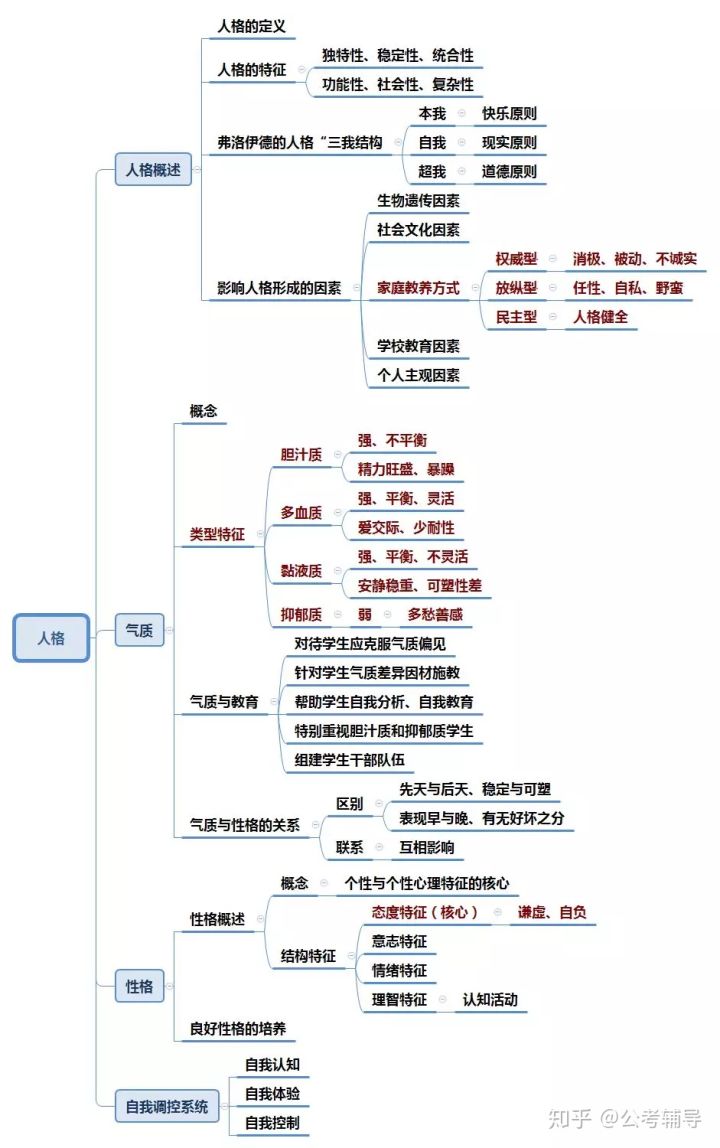 人格的定义
人格的特征
独特性、稳定性、统合性
功能性、社会性、复杂性
弗洛伊德的人格“三我结构
本我 快乐原则
自我 现实原则
超我 道德原则
人格概述
影响人格形成的因素
生物遗传因素
社会文化因素
家庭教养方式
权威型 消极、被动、不诚实
放纵型 任性、自私、野蛮
民主型 人格健全
学校教育因素
个人主观因素
人格
气质
概念
类型特征
胆汁质
强、不平衡
精力旺盛、暴躁
多血质
强、平衡、灵活
爱交际、少耐性
黏液质
强、平衡、不灵活
安静稳重、可塑性差
抑郁质 弱 多愁善感
气质与教育
对待学生应克服气质偏见
针对学生气质差异因材施教
帮助学生自我分析、自我教育
特别重视胆汁质和抑郁质学生
组建学生干部队伍
气质与性格的关系
区别
先天与后天、稳定与可塑
表现早与晚、有无好坏之分
联系 互相影响
性格
性格概述
概念 个性与个性心理特征的核心
结构特征
态度特征（核心） 谦虚、自负
意志特征
情绪特征
理智特征 认知活动
良好性格的培养
自我调控系统
自我认知
自我体验
自我控制
知乎 @公考辅导